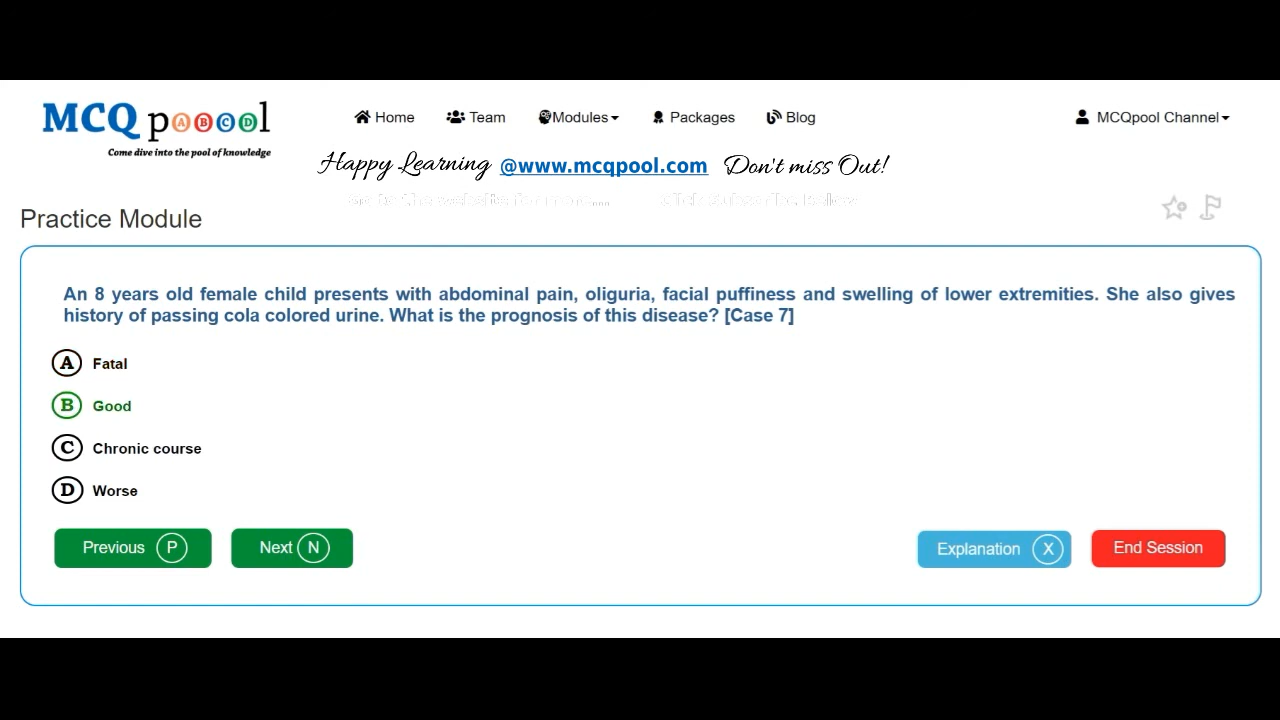 MCQ pABCDl
Come dive into the pool of knowledge
Home Team Modules Packages Blog MCQpool Channel
Happy Learning @www.mcqpool.com Don't miss Out!
Practice Module
An 8 years old female child presents with abdominal pain, oliguria, facial puffiness and swelling of lower extremities. She also gives
history of passing cola colored urine. What is the prognosis of this disease? [Case 7]
A Fatal
B Good
C Chronic course
D Worse
Previous P Next N Explanation X End Session